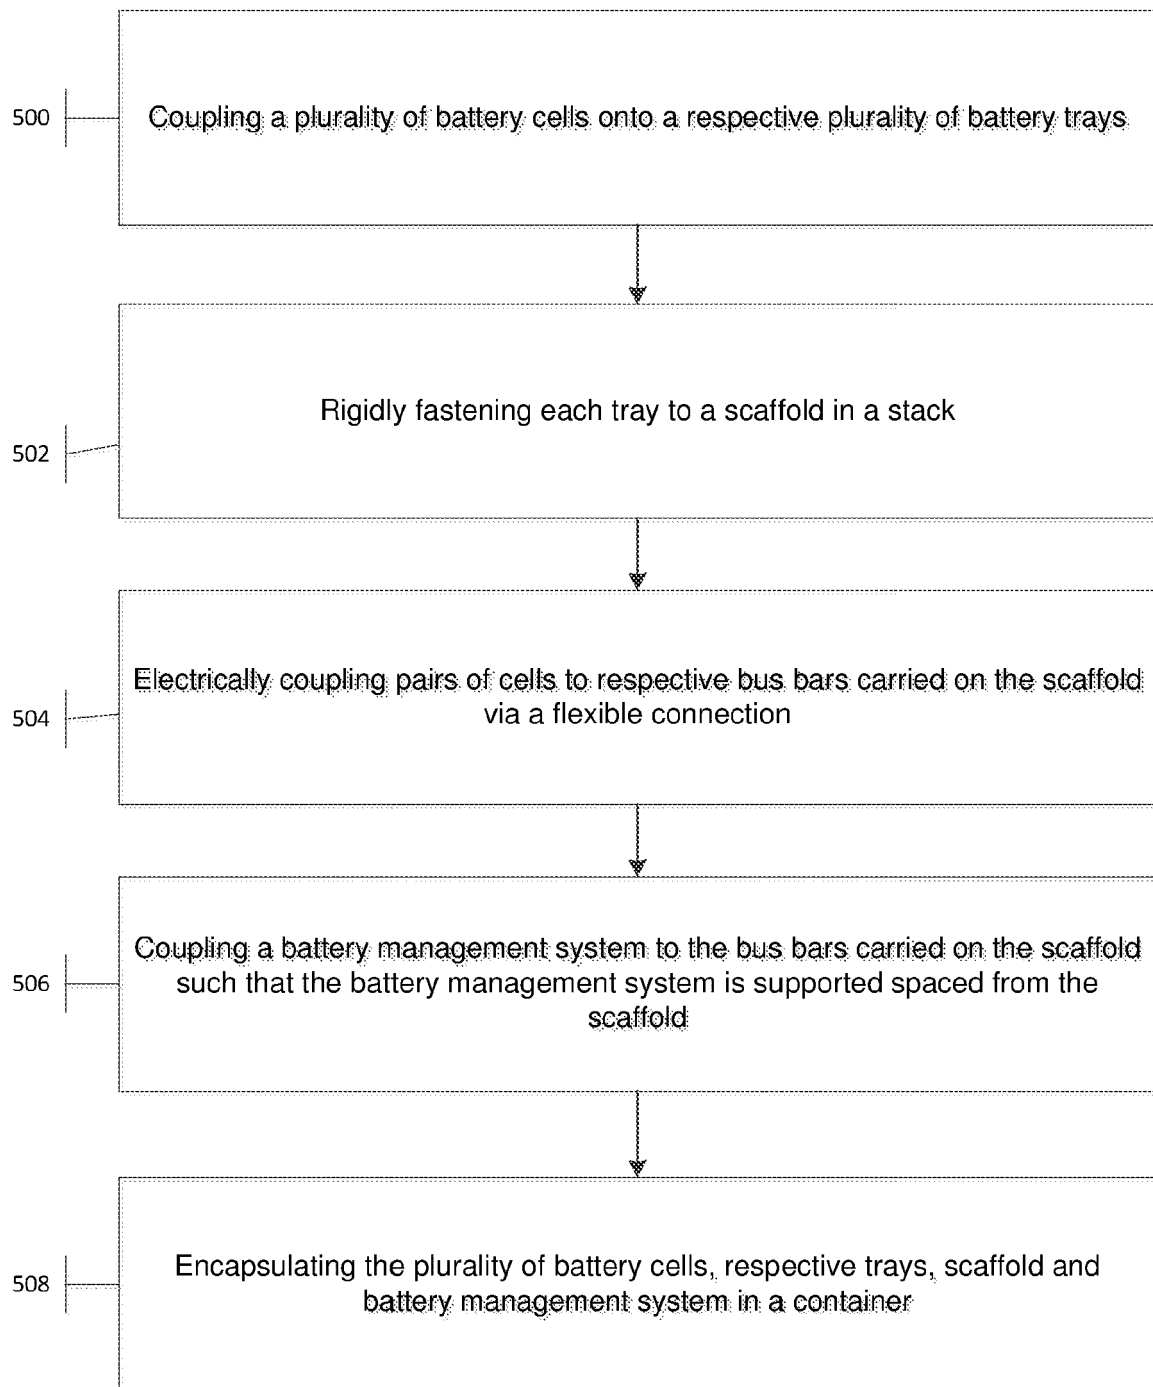 500
Coupling a plurality of battery cells onto a respective plurality of battery trays
Rigidly fastening each tray to a scaffold in a stack
502
Electrically coupling pairs of cells to respective bus bars carried on the scaffold
via a flexible connection
504
Coupling a battery management system to the bus bars carried on the scaffold
such that the battery management system is supported spaced from the
scaffold
506
Encapsulating the plurality of battery cells, respective trays, scaffold and
battery management system in a container
508